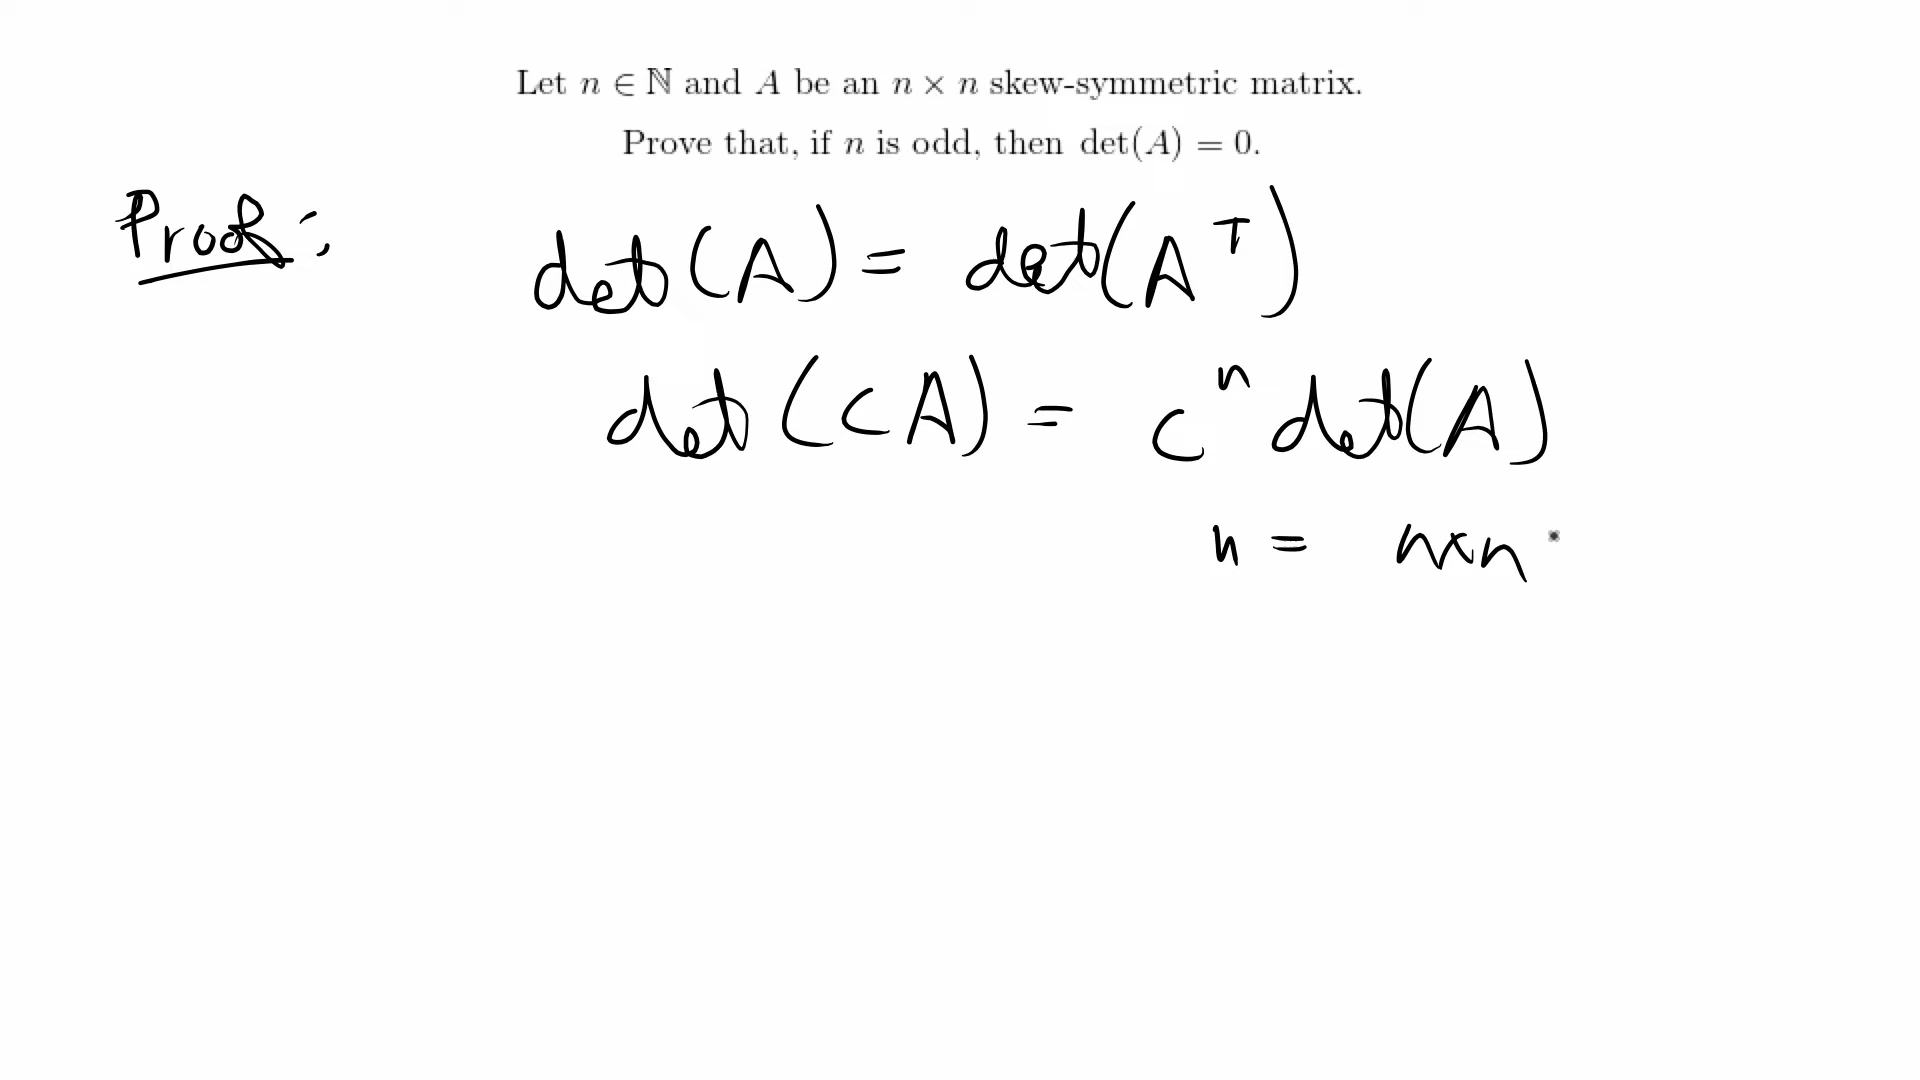 Let n ∈ ℕ and A be an n × n skew-symmetric matrix.
Prove that, if n is odd, then det(A) = 0.
Proof:
det(A) = det(Aᵀ)
det(cA) = cⁿ det(A)
n = n×n